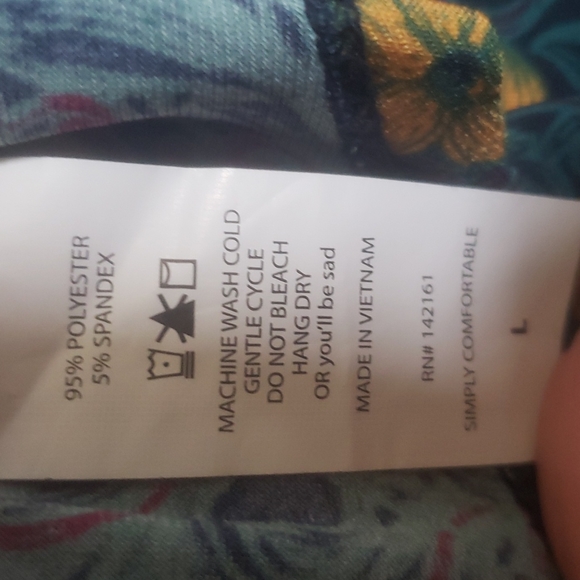 95% POLYESTER
5% SPANDEX
MACHINE WASH COLD
GENTLE CYCLE
DO NOT BLEACH
HANG DRY
OR you'll be sad
MADE IN VIETNAM
RN# 142161
SIMPLY COMFORTABLE
L